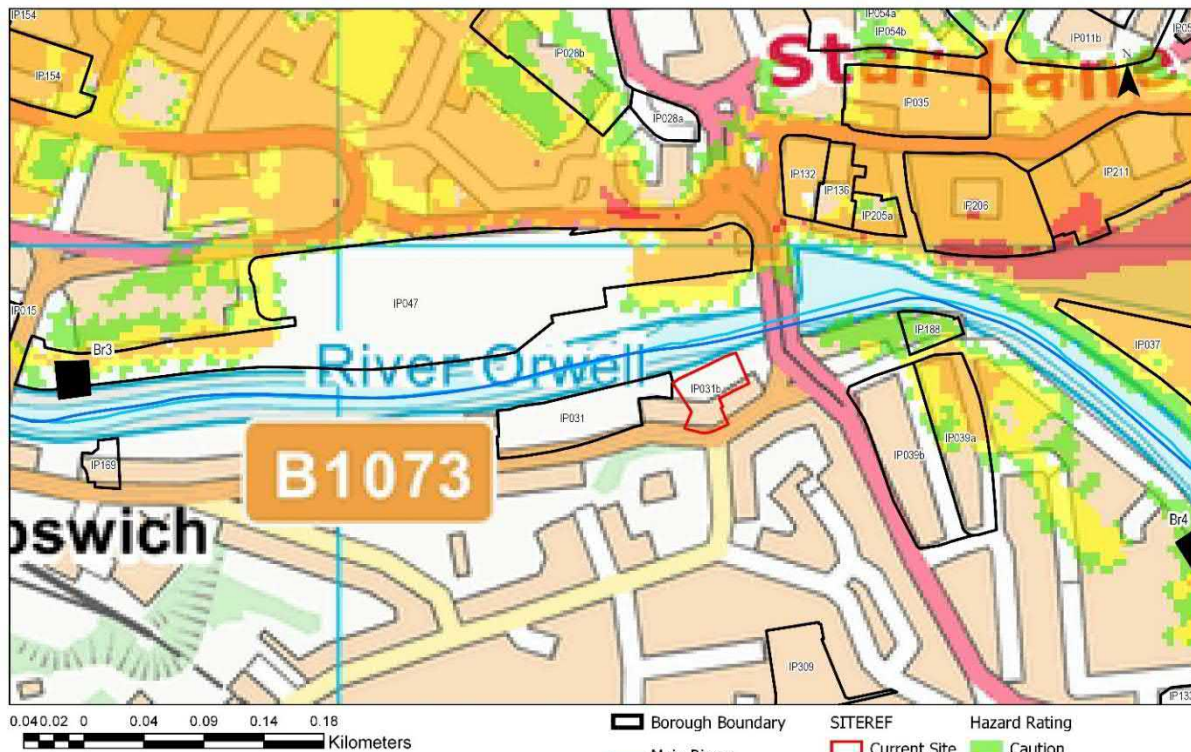 IP154
IP154
IP028b
IP054a
IP054b
IP011b
N
Star Lane
IP028a
IP035
IP132
IP136
IP205a
IP206
IP211
IP015
IP047
IP188
IP037
Br3
River Orwell
IP031b
IP031
IP039a
IP039b
IP169
B1073
Br4
pswich
IP309
IP133
0.04 0.02 0 0.04 0.09 0.14 0.18
Kilometers
Borough Boundary
SITEREF
Current Site
Hazard Rating
Caution